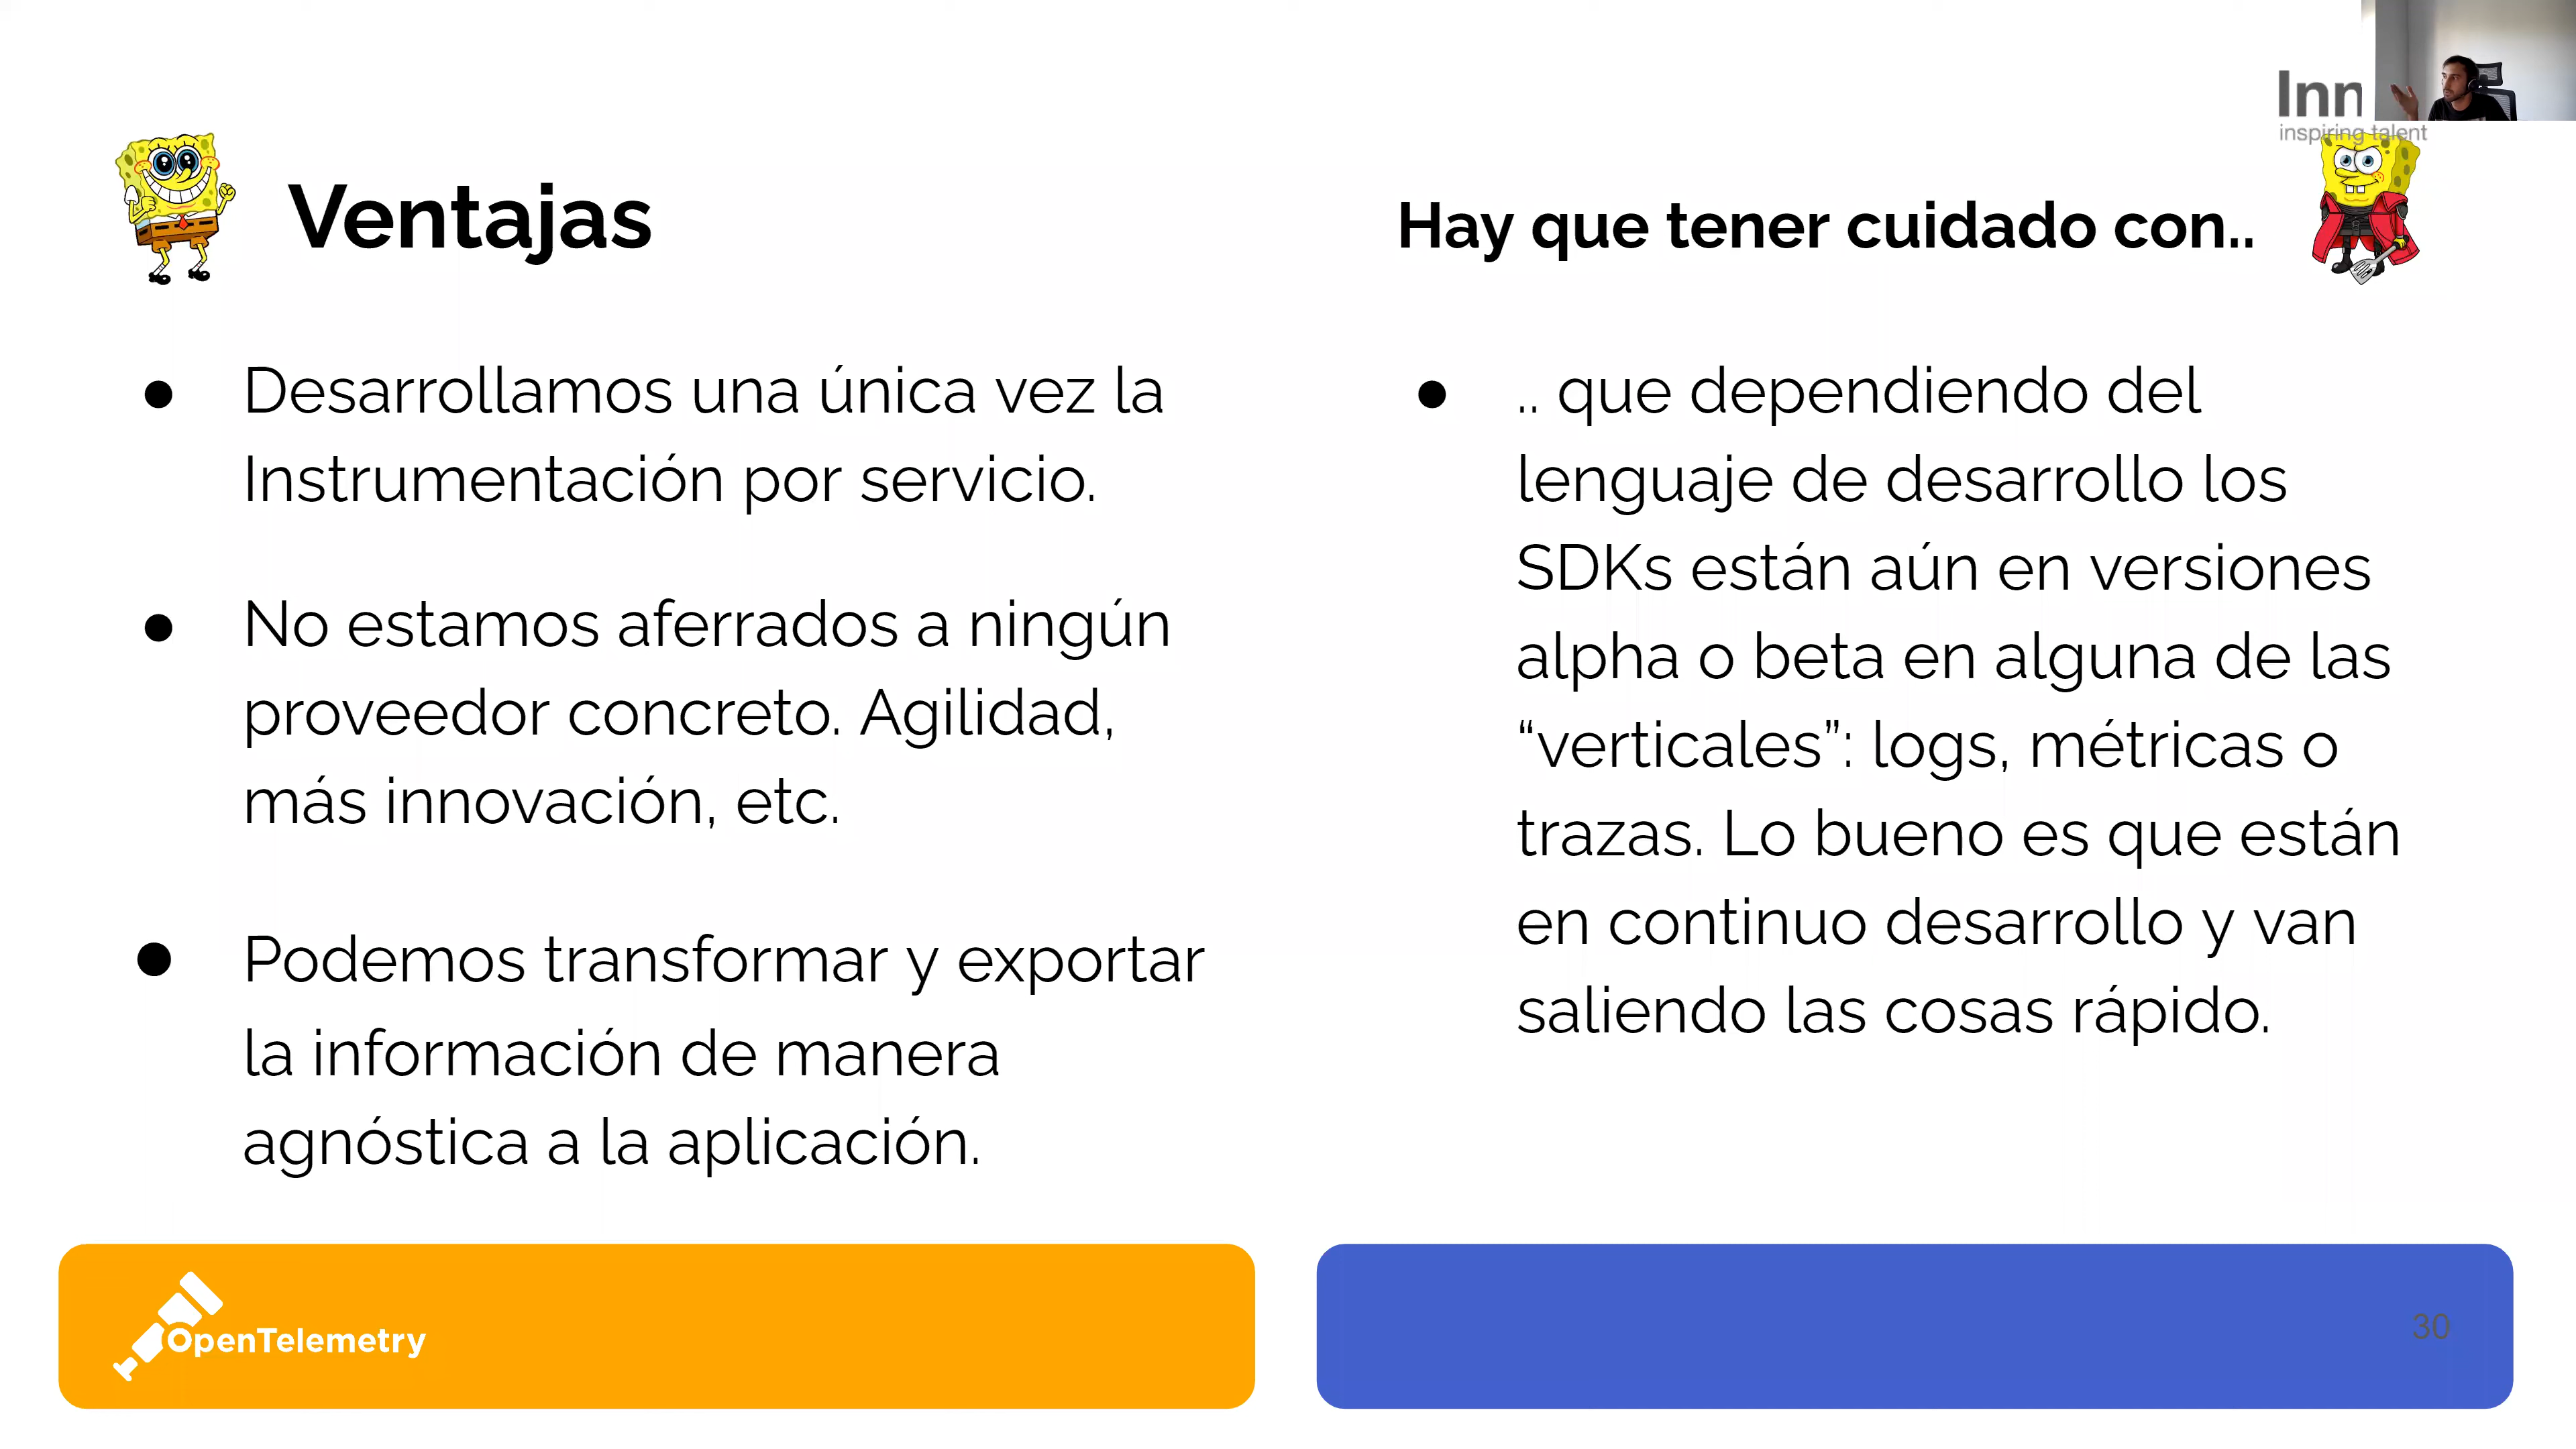 Inn
inspiring talent
Ventajas
Desarrollamos una única vez la
Instrumentación por servicio.
No estamos aferrados a ningún
proveedor concreto. Agilidad,
más innovación, etc.
Podemos transformar y exportar
la información de manera
agnóstica a la aplicación.
Hay que tener cuidado con..
.. que dependiendo del
lenguaje de desarrollo los
SDKs están aún en versiones
alpha o beta en alguna de las
“verticales”: logs, métricas o
trazas. Lo bueno es que están
en continuo desarrollo y van
saliendo las cosas rápido.
OpenTelemetry
30